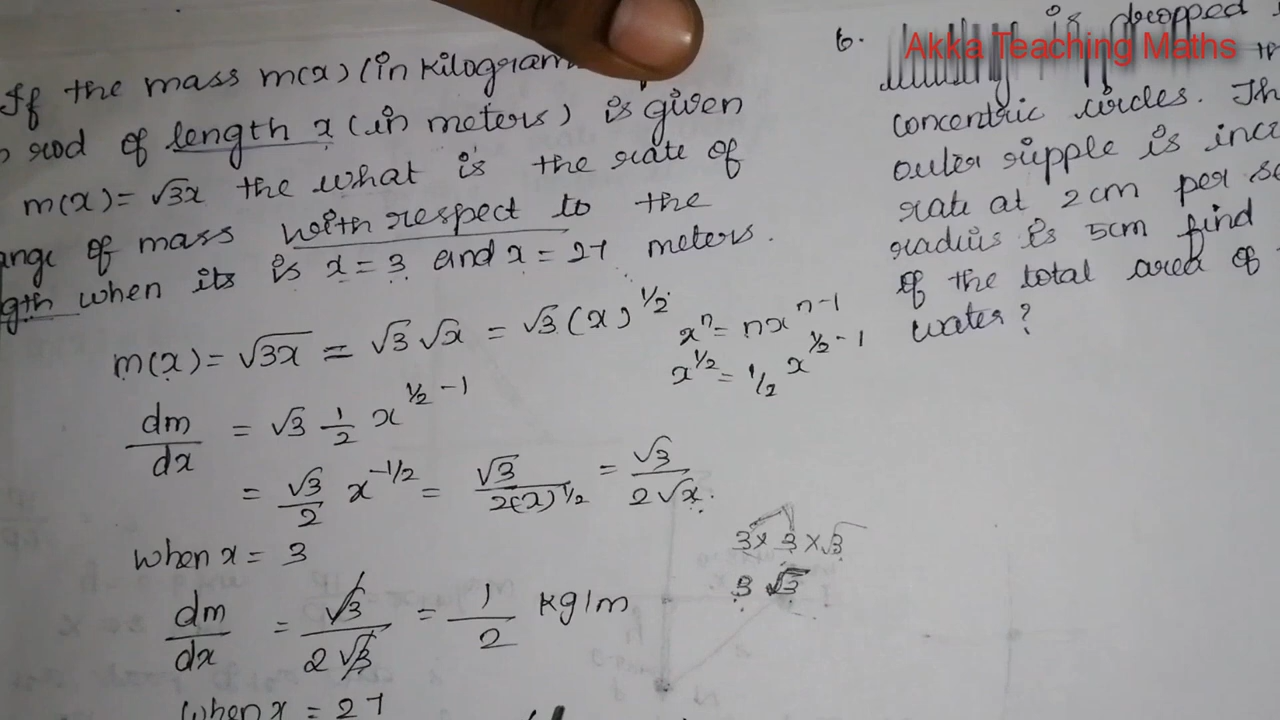 If the mass m(x) (in kilogram
rod of length x (in meters) is given
m(x) = √3x the what is the rate of
ange of mass with respect to the
gth when its is x = 3 and x = 27 meters.
m(x) = √3x = √3 √x = √3 (x)^1/2
x^n = nx^n-1
x^1/2 = 1/2 x^1/2-1
dm/dx = √3 1/2 x^1/2-1
= √3/2 x^-1/2 = √3/2(x)^1/2 = √3/2√x.
when x = 3
dm/dx = √3/2√3 = 1/2 kg/m
when x = 27
3 × 3 × √3
3 √3
6.
is dropped
Akka Teaching Maths
concentric circles. Th
outer ripple is inc
rate at 2 cm per se
radius is 5cm find
of the total area of
water?